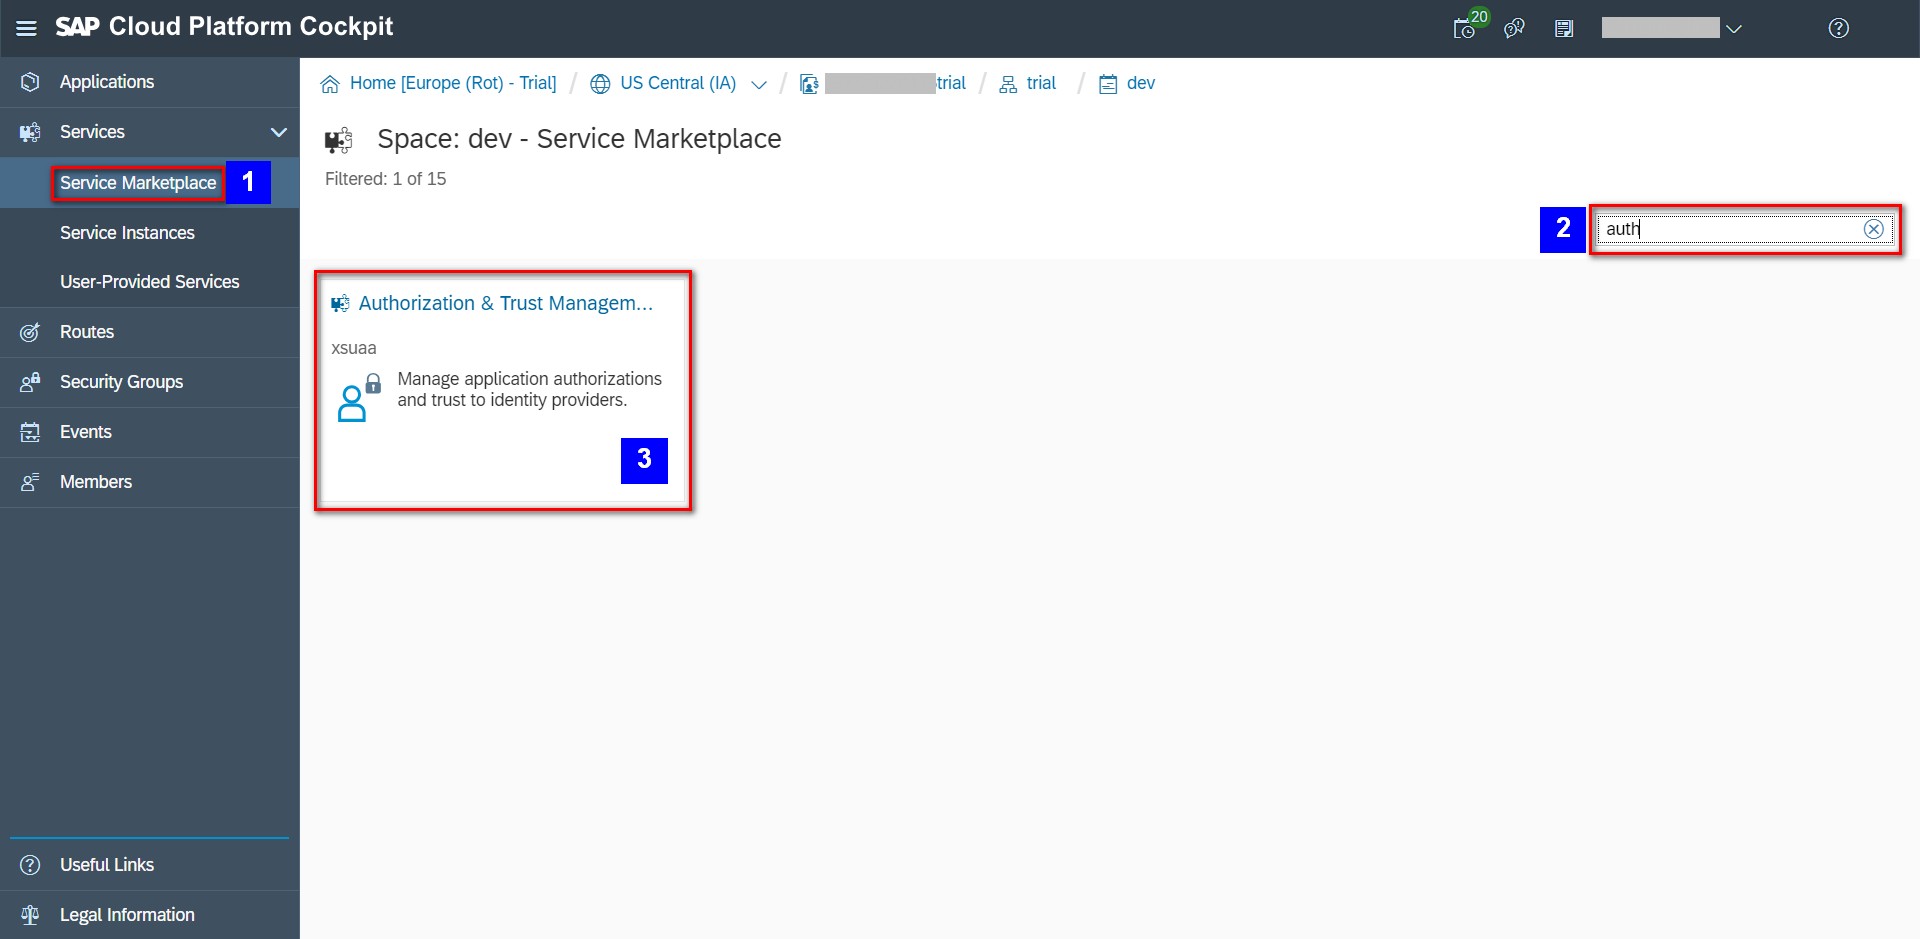 SAP Cloud Platform Cockpit
20
Applications
Services
Service Marketplace
1
Service Instances
User-Provided Services
Routes
Security Groups
Events
Members
Useful Links
Legal Information
Home [Europe (Rot) - Trial] / US Central (IA) / trial / trial / dev
Space: dev - Service Marketplace
Filtered: 1 of 15
2
auth
Authorization & Trust Managem...
xsuaa
Manage application authorizations
and trust to identity providers.
3